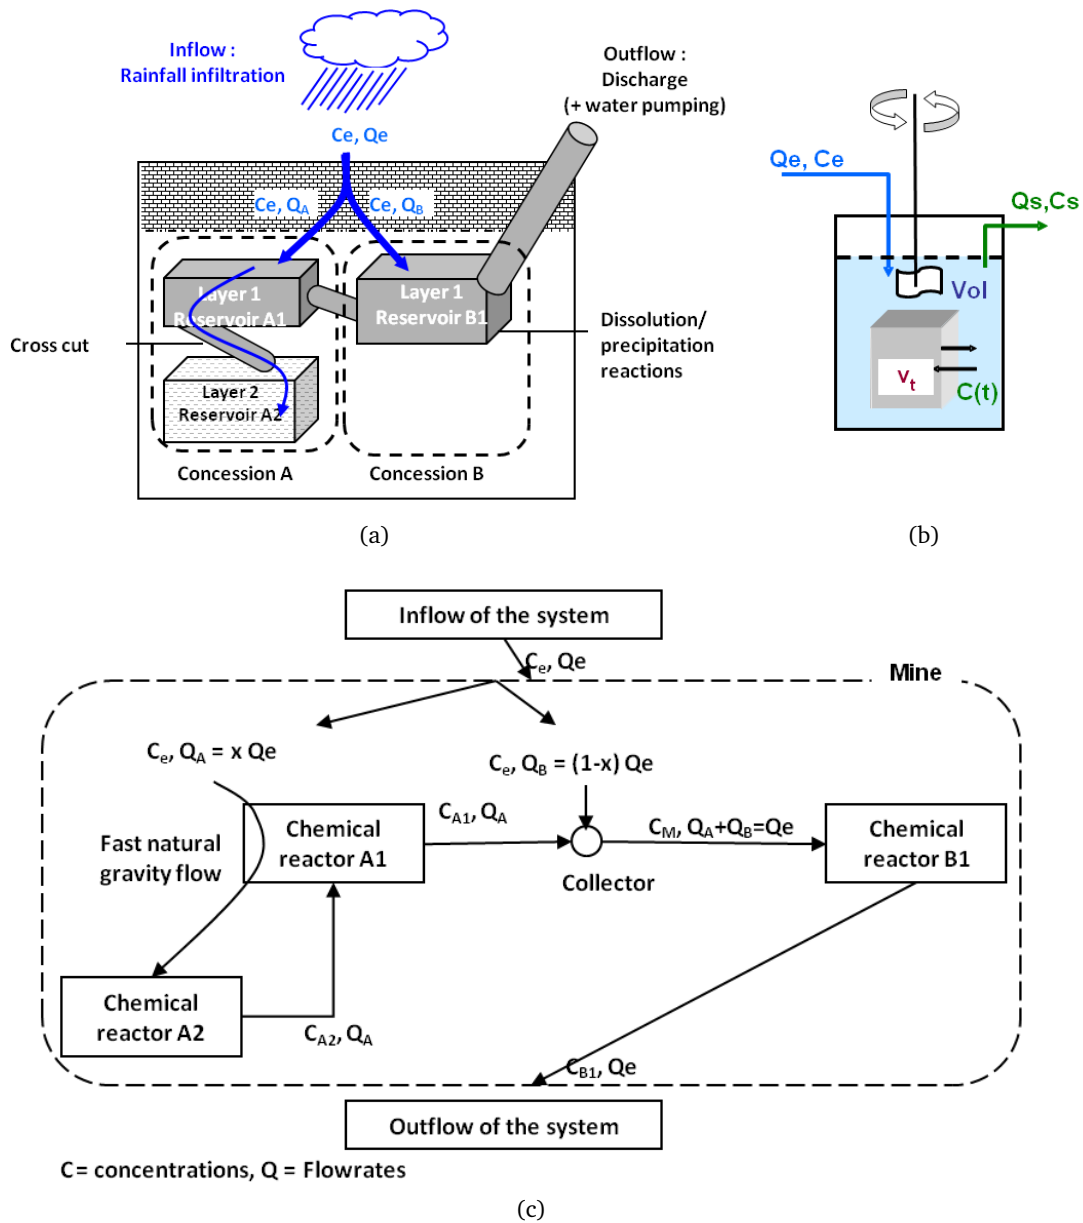 Inflow :
Rainfall infiltration
Outflow :
Discharge
(+ water pumping)
Ce, Qe
Ce, QA
Ce, QB
Layer 1
Reservoir A1
Layer 1
Reservoir B1
Cross cut
Dissolution/
precipitation
reactions
Layer 2
Reservoir A2
Concession A
Concession B
(a)
Qe, Ce
Qs,Cs
Vol
vt
C(t)
(b)
Inflow of the system
Ce, Qe
Mine
Ce, QA = x Qe
Ce, QB = (1-x) Qe
Fast natural
gravity flow
Chemical
reactor A1
CA1, QA
Collector
CM, QA+QB=Qe
Chemical
reactor B1
Chemical
reactor A2
CA2, QA
CB1, Qe
Outflow of the system
C = concentrations, Q = Flowrates
(c)